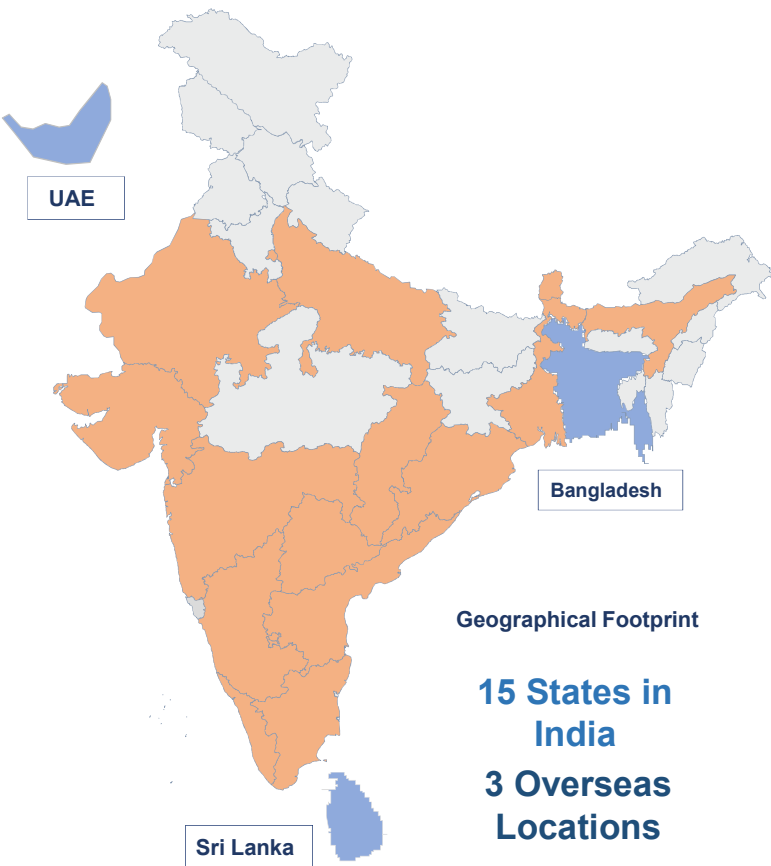 UAE
Bangladesh
Geographical Footprint
15 States in
India
3 Overseas
Locations
Sri Lanka